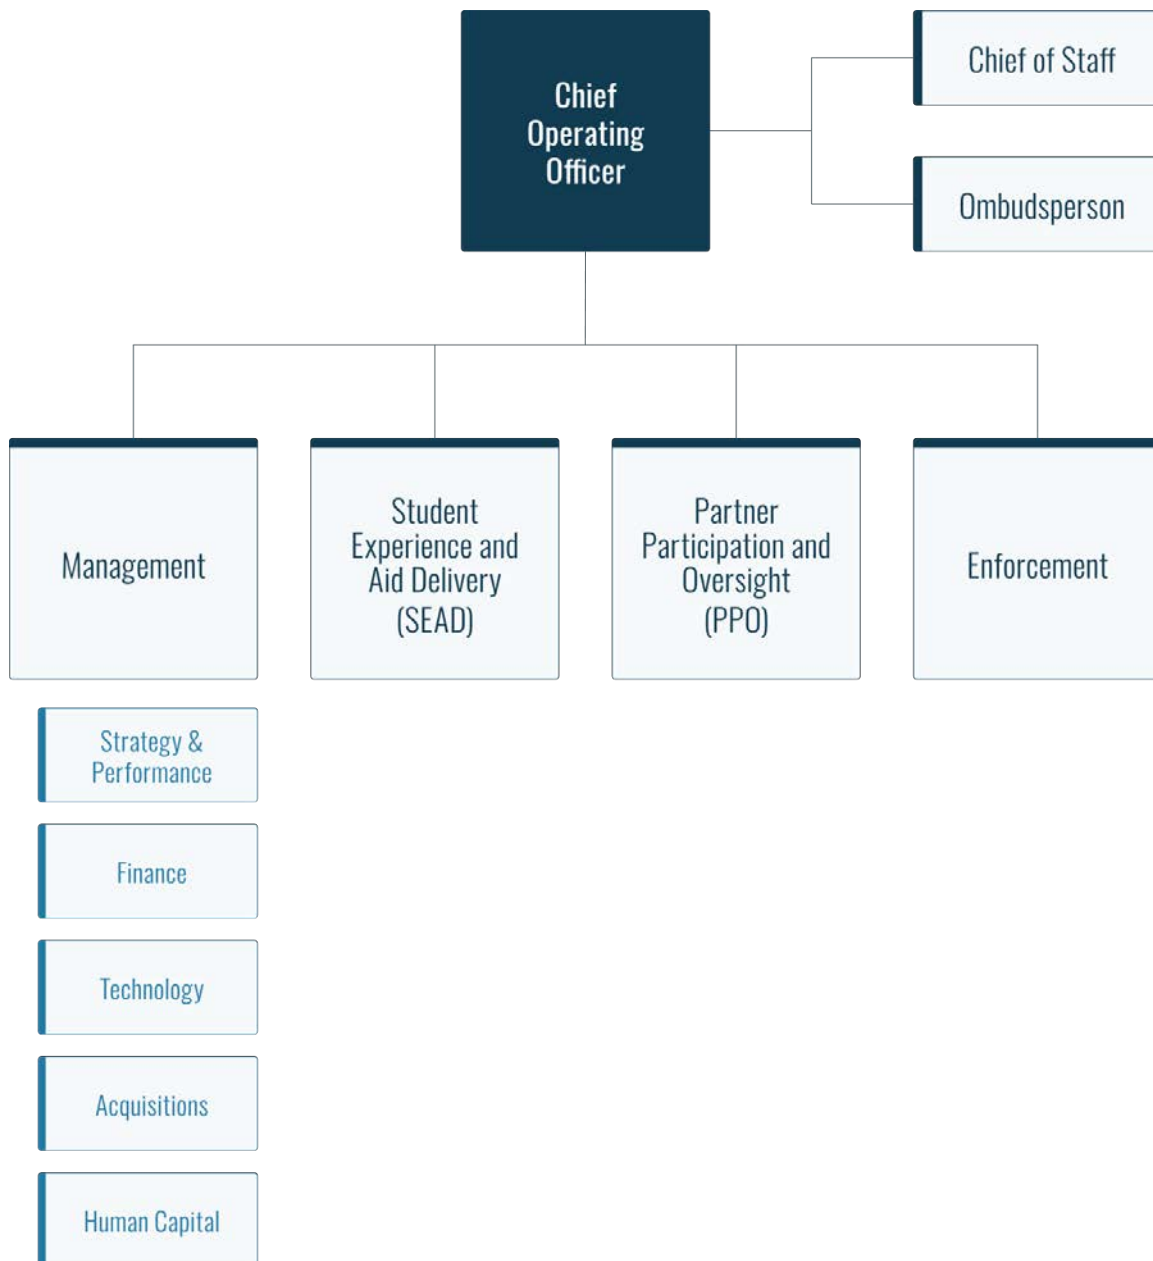 Chief
Operating
Officer
Chief of Staff
Ombudsperson
Management
Student
Experience and
Aid Delivery
(SEAD)
Partner
Participation and
Oversight
(PPO)
Enforcement
Strategy &
Performance
Finance
Technology
Acquisitions
Human Capital